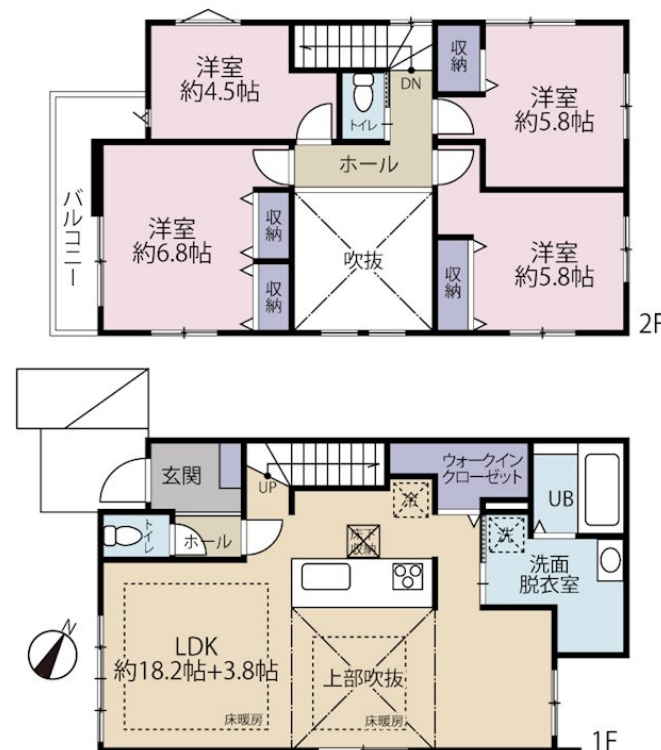 洋室
約4.5帖
収納
DN
トイレ
洋室
約5.8帖
ホール
バルコニー
洋室
約6.8帖
収納
収納
吹抜
収納
洋室
約5.8帖
2F
玄関
UP
ウォークイン
クローゼット
冷
UB
トイレ
ホール
床下
収納
洗
洗面
脱衣室
N
LDK
約18.2帖+3.8帖
上部吹抜
床暖房
床暖房
1F